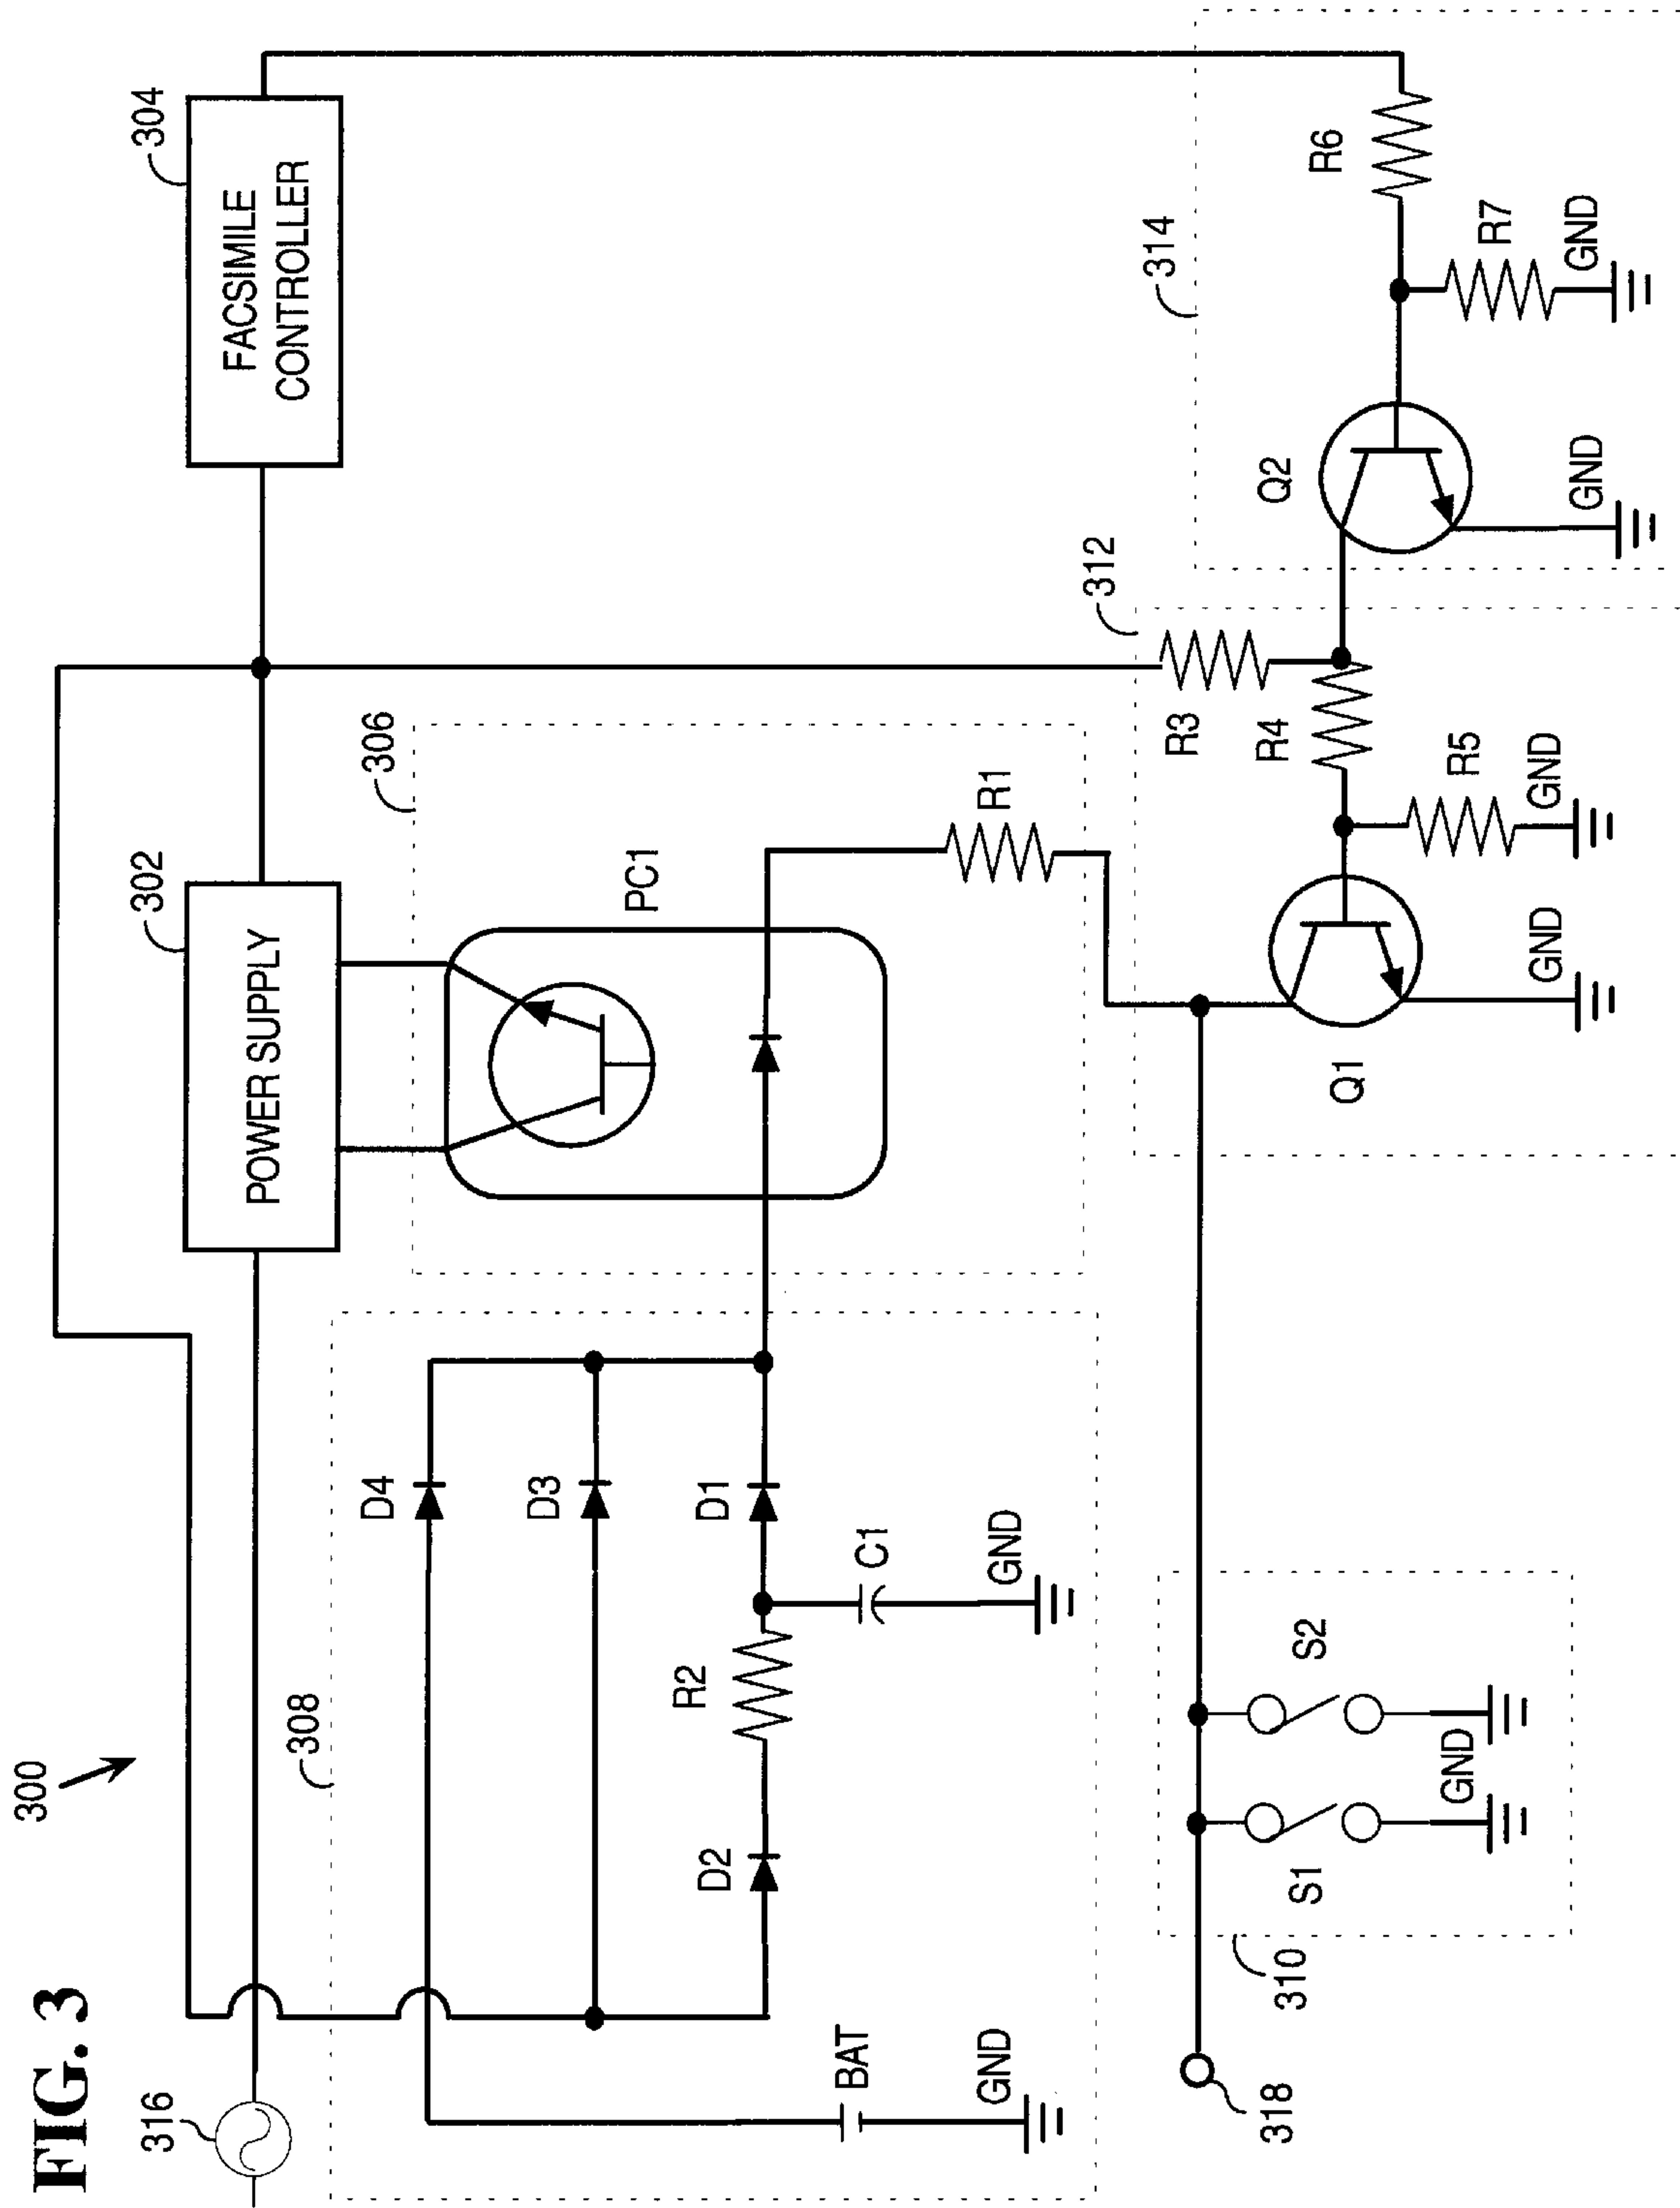 FIG. 3
300
316
302
POWER SUPPLY
304
FACSIMILE
CONTROLLER
308
D4
D3
D1
D2
R2
C1
GND
BAT
GND
306
PC1
R1
310
S1
S2
GND
318
312
R3
R4
R5
GND
Q1
GND
314
Q2
GND
R6
R7
GND